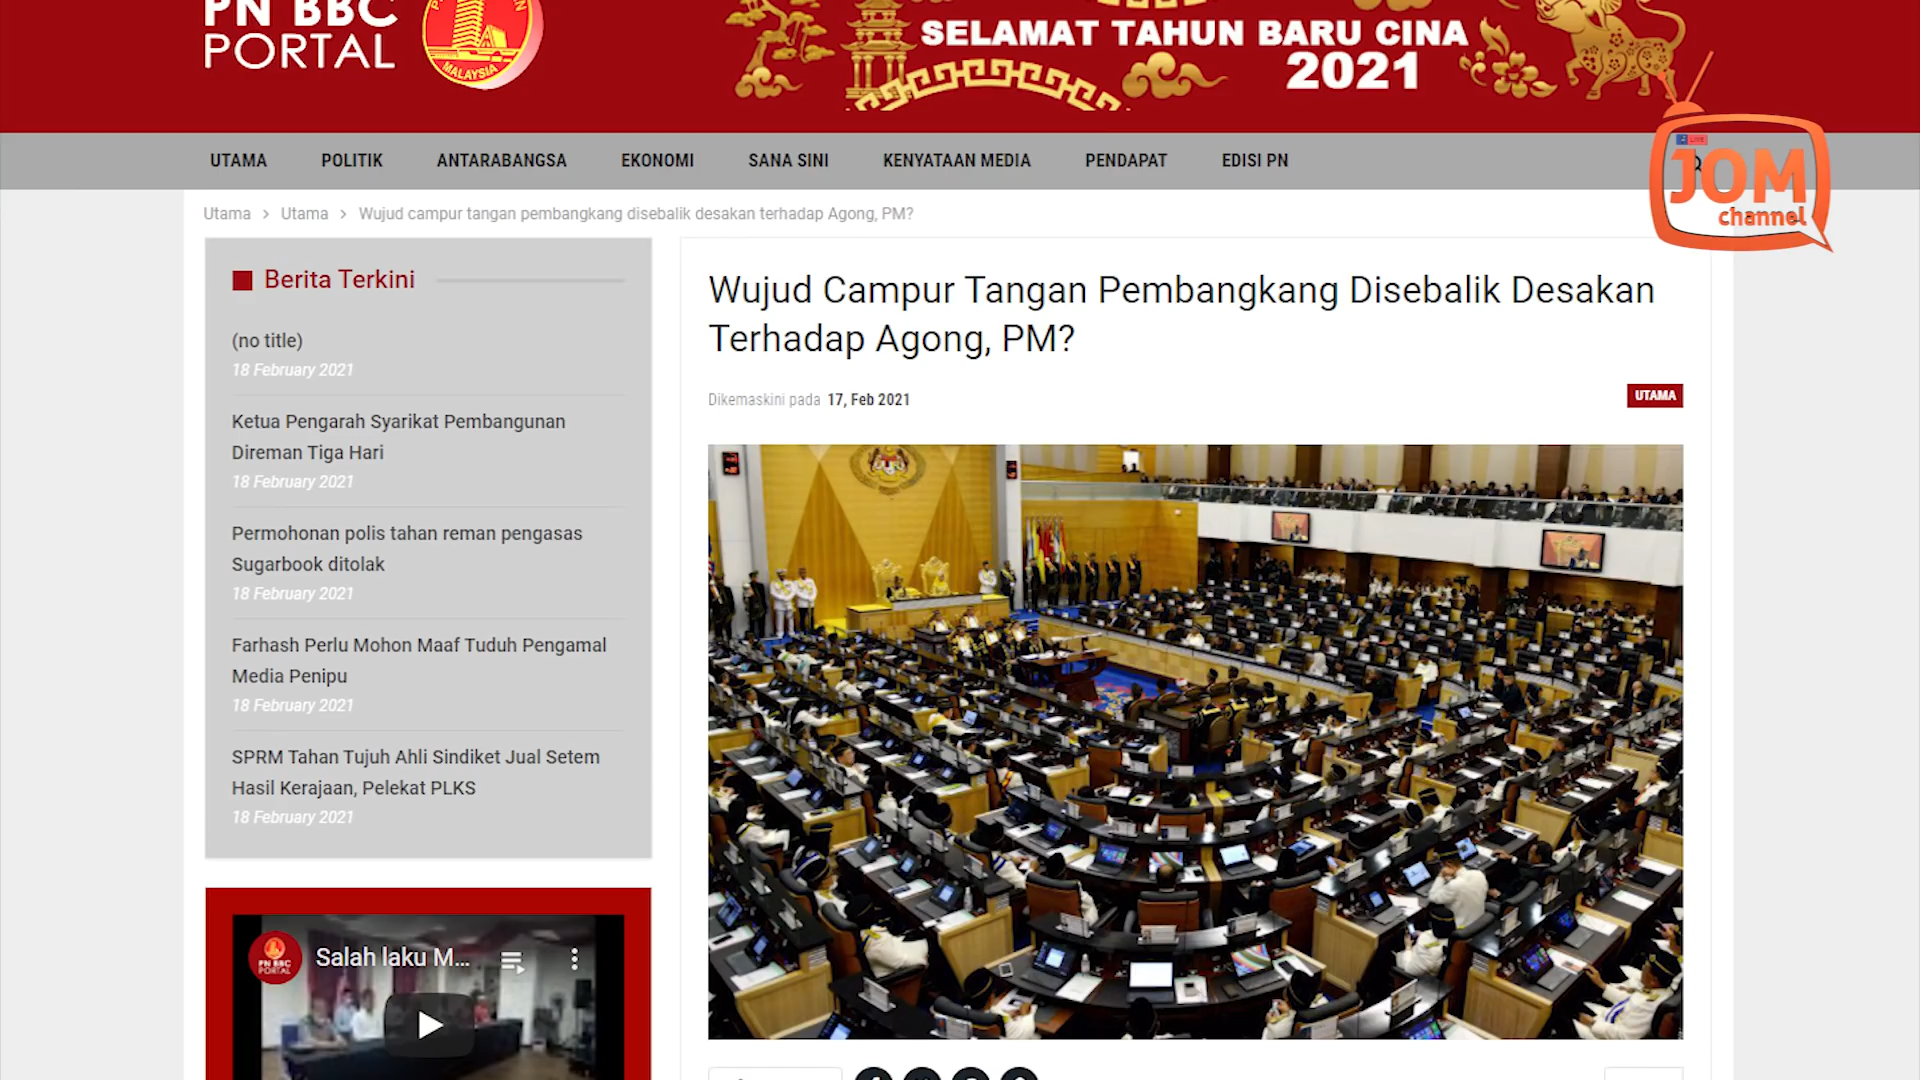 PN BBC
PORTAL
MALAYSIA
SELAMAT TAHUN BARU CINA
2021
LIVE
JOM
channel
UTAMA
POLITIK
ANTARABANGSA
EKONOMI
SANA SINI
KENYATAAN MEDIA
PENDAPAT
EDISI PN
Utama > Utama > Wujud campur tangan pembangkang disebalik desakan terhadap Agong, PM?
Berita Terkini
(no title)
18 February 2021
Ketua Pengarah Syarikat Pembangunan
Direman Tiga Hari
18 February 2021
Permohonan polis tahan reman pengasas
Sugarbook ditolak
18 February 2021
Farhash Perlu Mohon Maaf Tuduh Pengamal
Media Penipu
18 February 2021
SPRM Tahan Tujuh Ahli Sindiket Jual Setem
Hasil Kerajaan, Pelekat PLKS
18 February 2021
PN BBC
PORTAL
Salah laku M...
Wujud Campur Tangan Pembangkang Disebalik Desakan
Terhadap Agong, PM?
Dikemaskini pada 17, Feb 2021
UTAMA